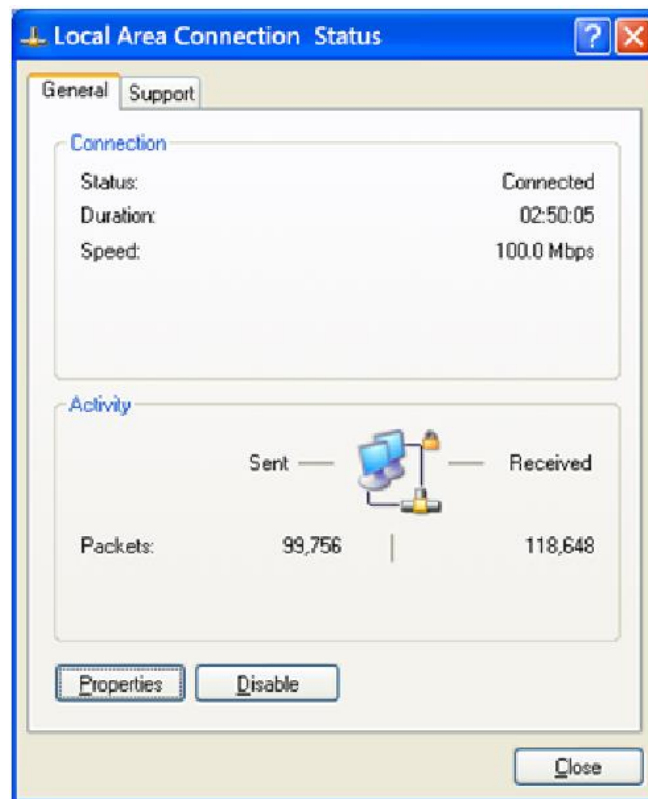 Local Area Connection Status
General Support
Connection
Status: Connected
Duration: 02:50:05
Speed: 100.0 Mbps
Activity
Sent Received
Packets: 99,756 118,648
Properties Disable
Close